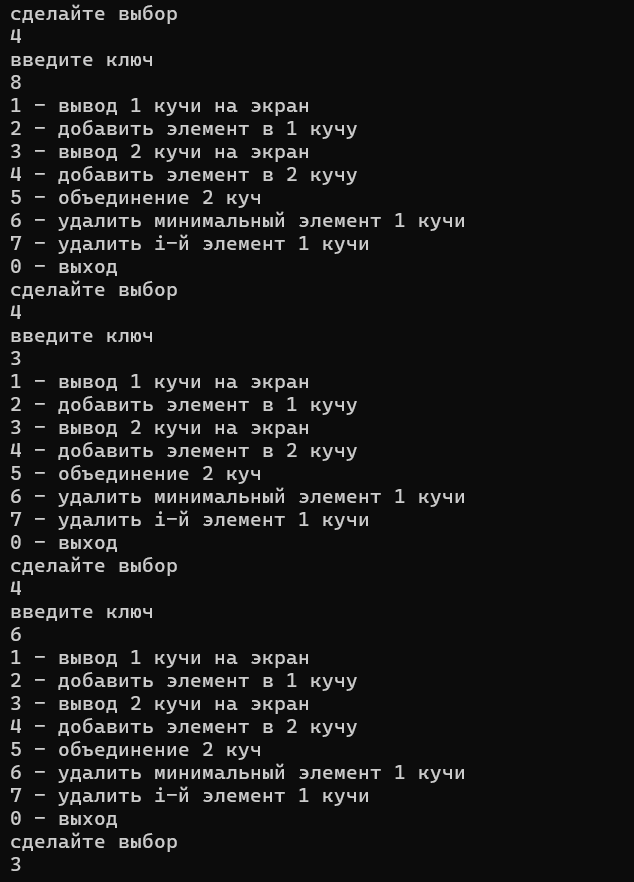 сделайте выбор
4
введите ключ
8
1 - вывод 1 кучи на экран
2 - добавить элемент в 1 кучу
3 - вывод 2 кучи на экран
4 - добавить элемент в 2 кучу
5 - объединение 2 куч
6 - удалить минимальный элемент 1 кучи
7 - удалить i-й элемент 1 кучи
0 - выход
сделайте выбор
4
введите ключ
3
1 - вывод 1 кучи на экран
2 - добавить элемент в 1 кучу
3 - вывод 2 кучи на экран
4 - добавить элемент в 2 кучу
5 - объединение 2 куч
6 - удалить минимальный элемент 1 кучи
7 - удалить i-й элемент 1 кучи
0 - выход
сделайте выбор
4
введите ключ
6
1 - вывод 1 кучи на экран
2 - добавить элемент в 1 кучу
3 - вывод 2 кучи на экран
4 - добавить элемент в 2 кучу
5 - объединение 2 куч
6 - удалить минимальный элемент 1 кучи
7 - удалить i-й элемент 1 кучи
0 - выход
сделайте выбор
3